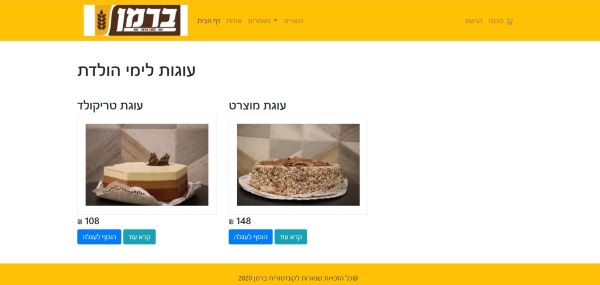 ברמן
דף הבית אודות מאמרים מוצרים הרשם הכנס
עוגות לימי הולדת
עוגת טריקולד עוגת מוצרט
108 ₪ 148 ₪
הוסף לעגלה קרא עוד הוסף לעגלה קרא עוד
@כל הזכויות שמורות לקונדטורית ברמן 2020